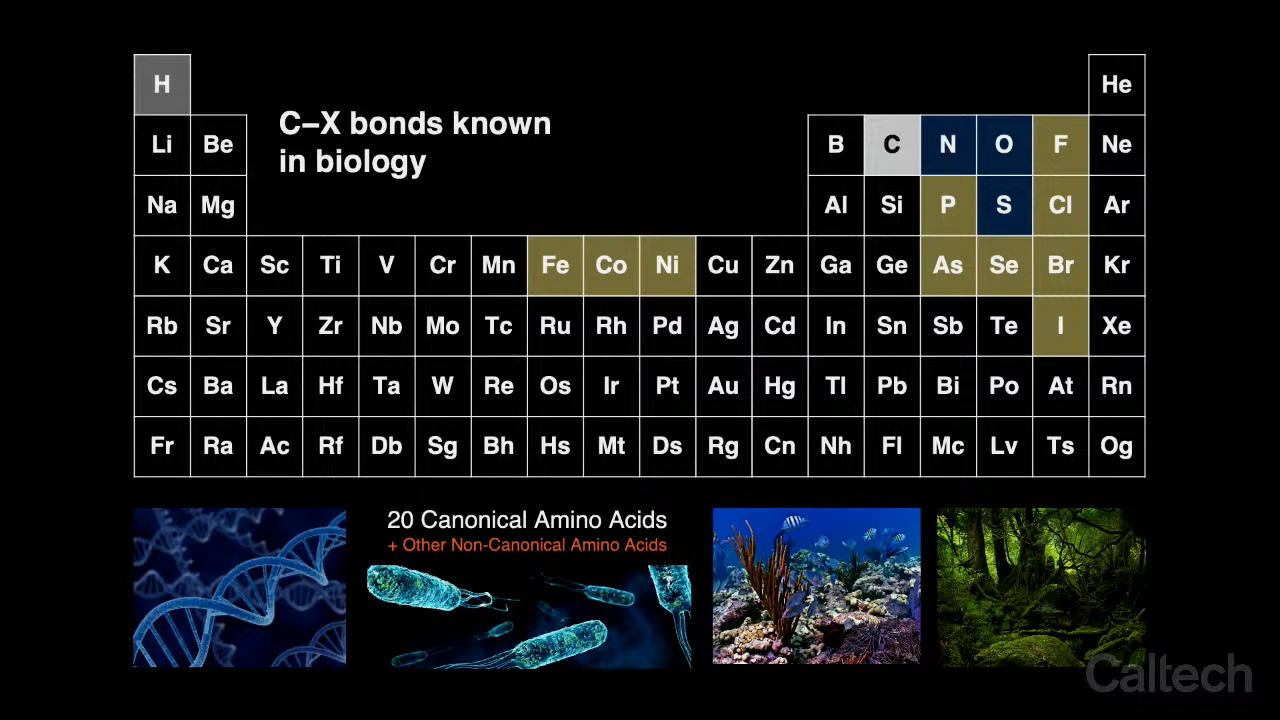 H He
C–X bonds known
in biology
Li Be B C N O F Ne
Na Mg Al Si P S Cl Ar
K Ca Sc Ti V Cr Mn Fe Co Ni Cu Zn Ga Ge As Se Br Kr
Rb Sr Y Zr Nb Mo Tc Ru Rh Pd Ag Cd In Sn Sb Te I Xe
Cs Ba La Hf Ta W Re Os Ir Pt Au Hg Tl Pb Bi Po At Rn
Fr Ra Ac Rf Db Sg Bh Hs Mt Ds Rg Cn Nh Fl Mc Lv Ts Og
20 Canonical Amino Acids
+ Other Non-Canonical Amino Acids
Caltech